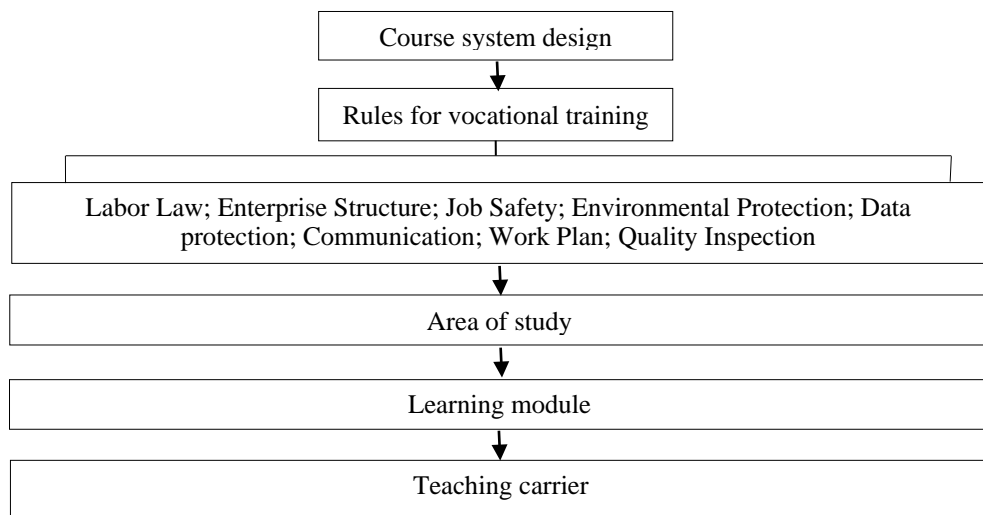 Course system design
Rules for vocational training
Labor Law; Enterprise Structure; Job Safety; Environmental Protection; Data
protection; Communication; Work Plan; Quality Inspection
Area of study
Learning module
Teaching carrier